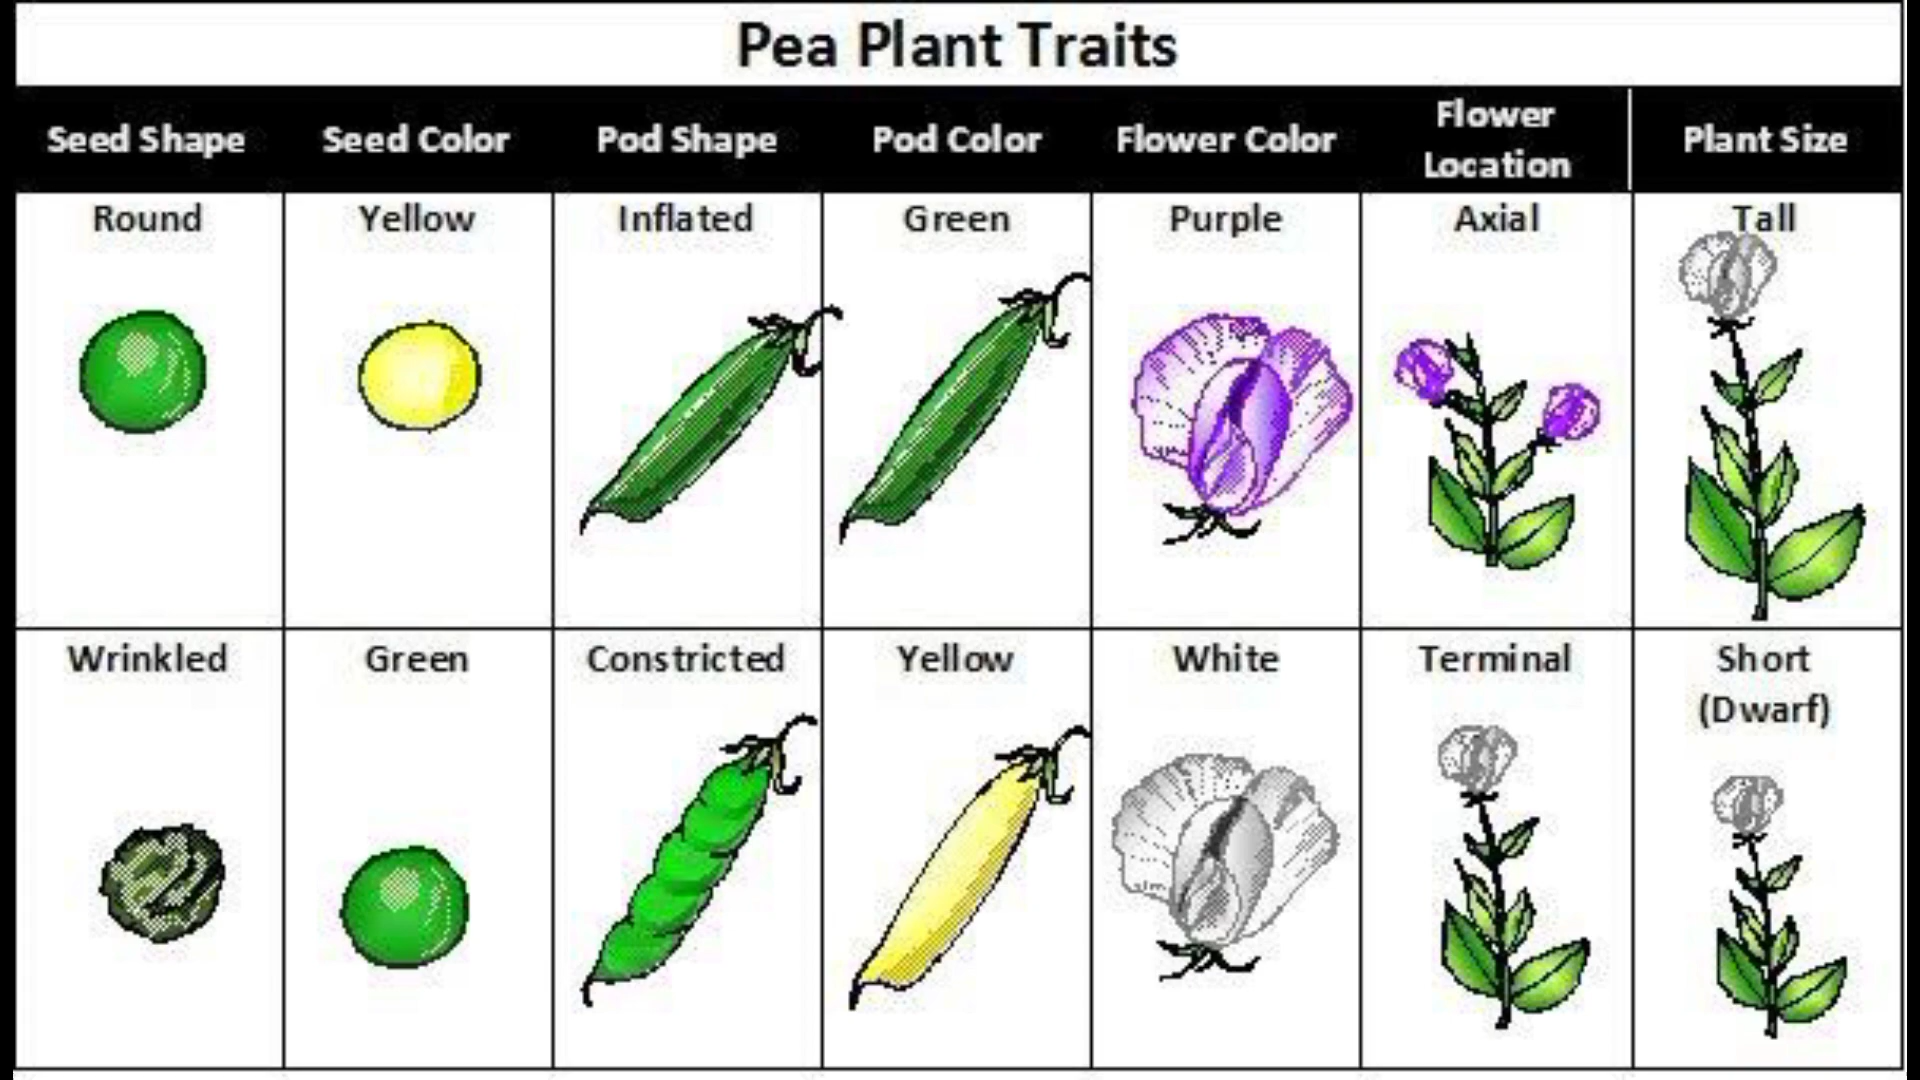 Pea Plant Traits
Seed Shape
Seed Color
Pod Shape
Pod Color
Flower Color
Flower
Location
Plant Size
Round
Yellow
Inflated
Green
Purple
Axial
Tall
Wrinkled
Green
Constricted
Yellow
White
Terminal
Short
(Dwarf)